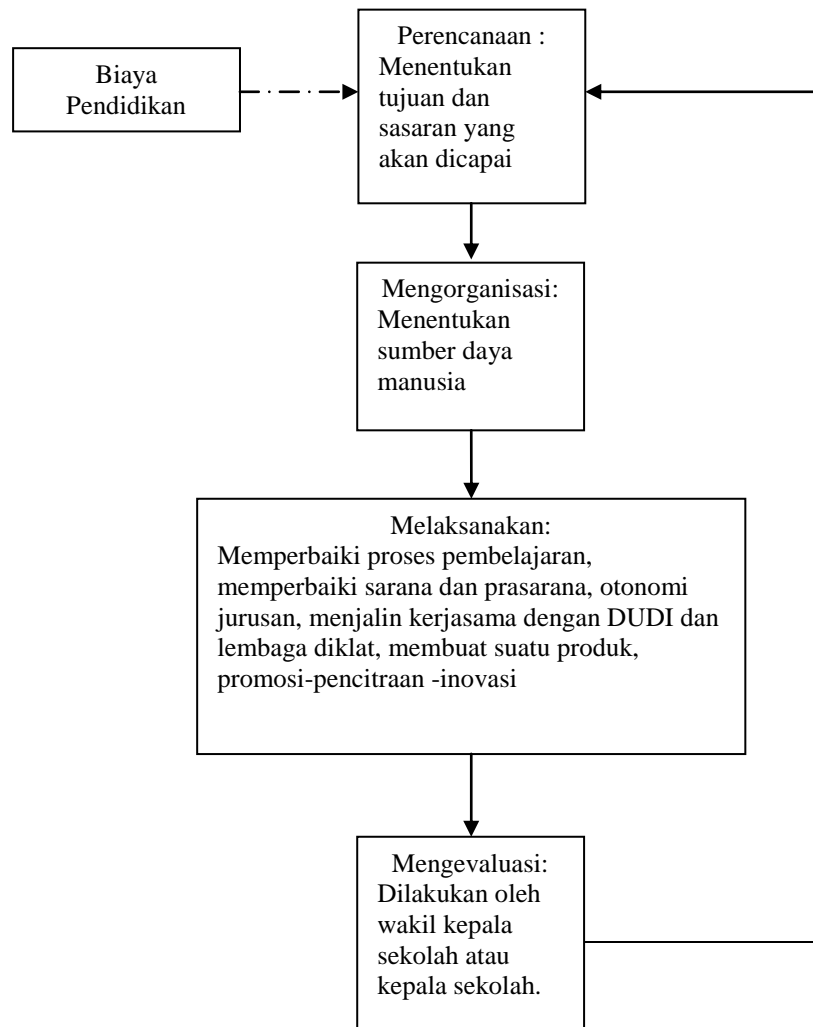 Biaya
Pendidikan
Perencanaan :
Menentukan
tujuan dan
sasaran yang
akan dicapai
Mengorganisasi:
Menentukan
sumber daya
manusia
Melaksanakan:
Memperbaiki proses pembelajaran,
memperbaiki sarana dan prasarana, otonomi
jurusan, menjalin kerjasama dengan DUDI dan
lembaga diklat, membuat suatu produk,
promosi-pencitraan -inovasi
Mengevaluasi:
Dilakukan oleh
wakil kepala
sekolah atau
kepala sekolah.